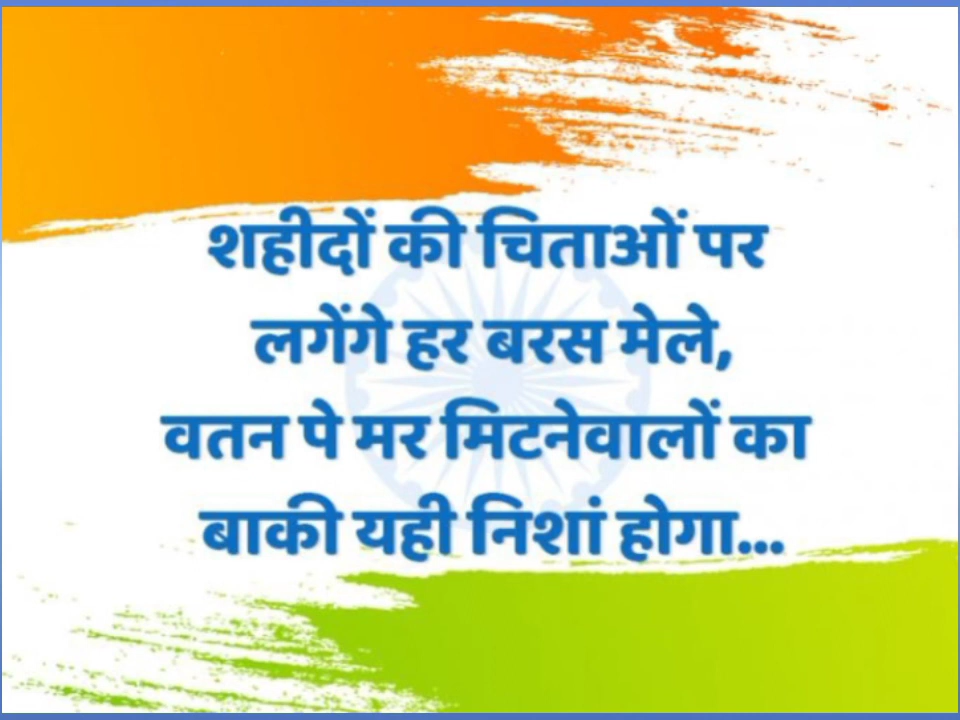 शहीदों की चिताओं पर
लगेंगे हर बरस मेले,
वतन पे मर मिटनेवालों का
बाकी यही निशां होगा...